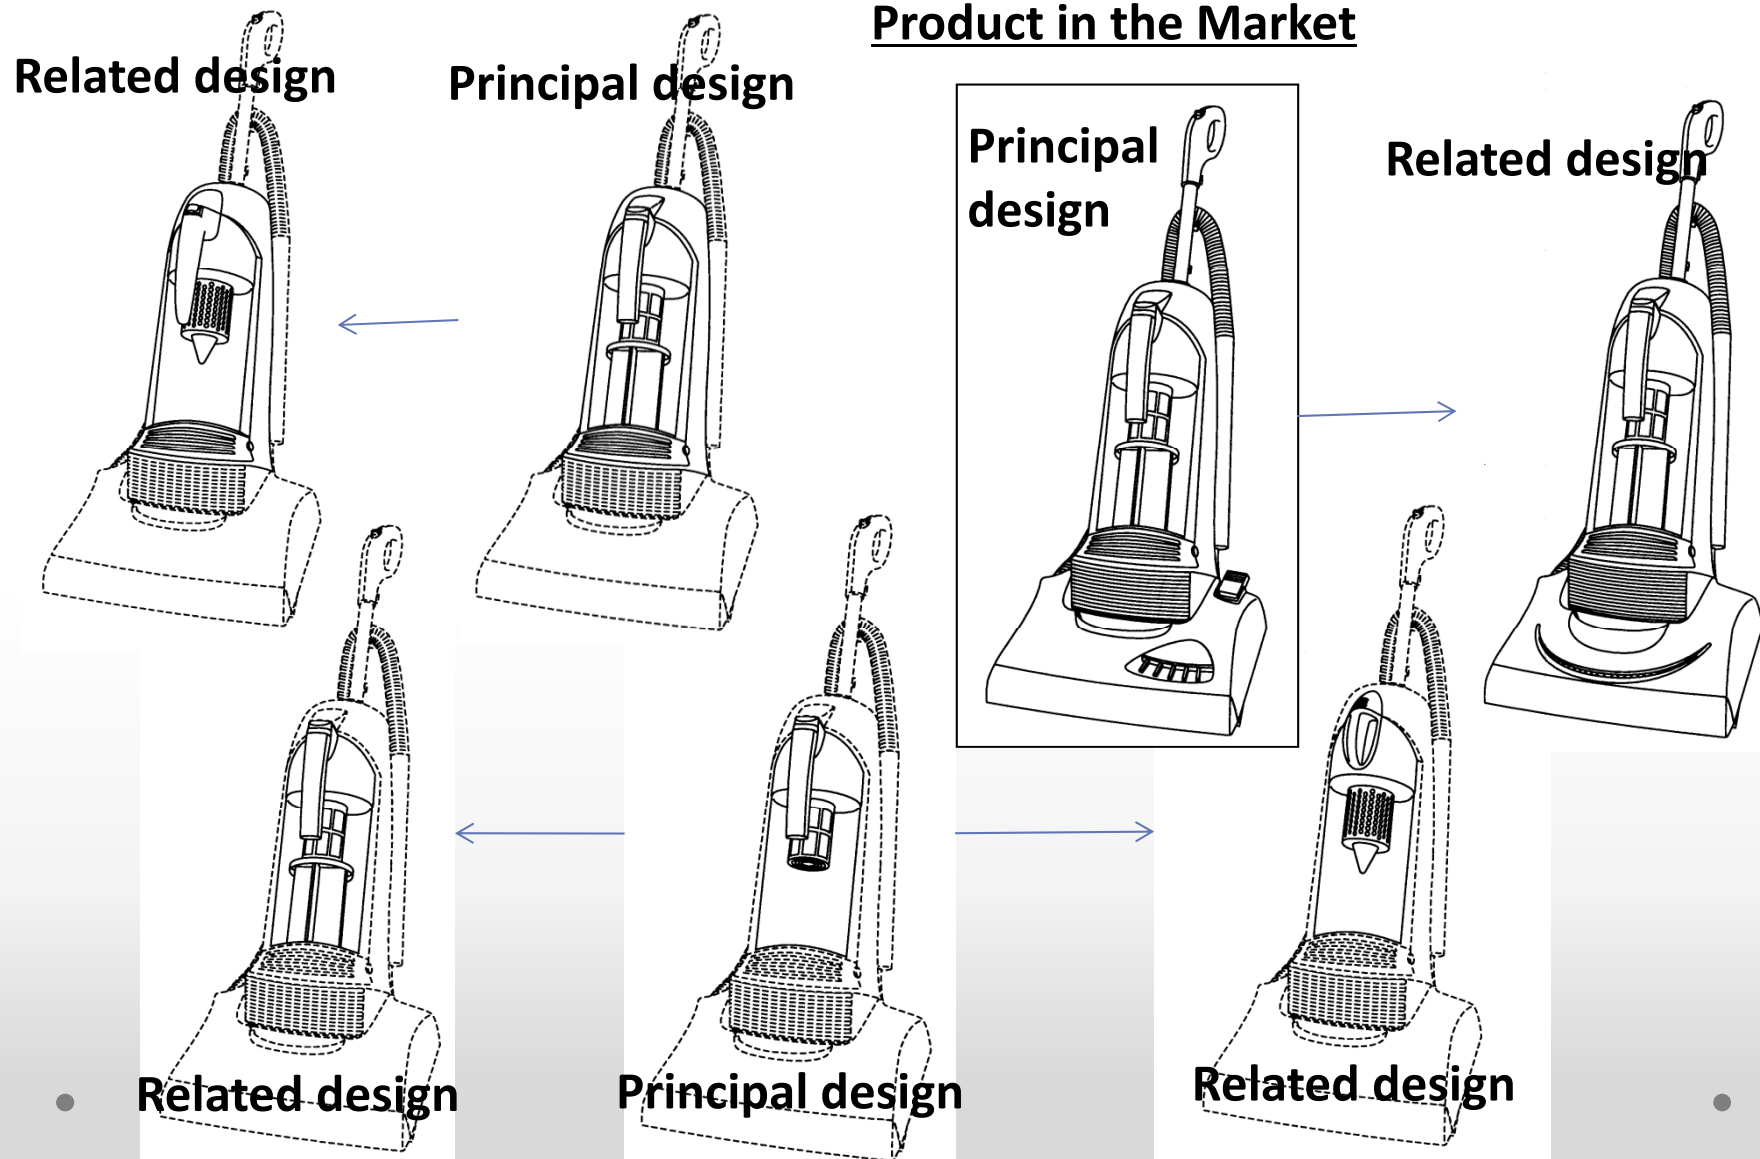 Product in the Market
Related design
Principal design
Principal
design
Related design
Related design
Principal design
Related design